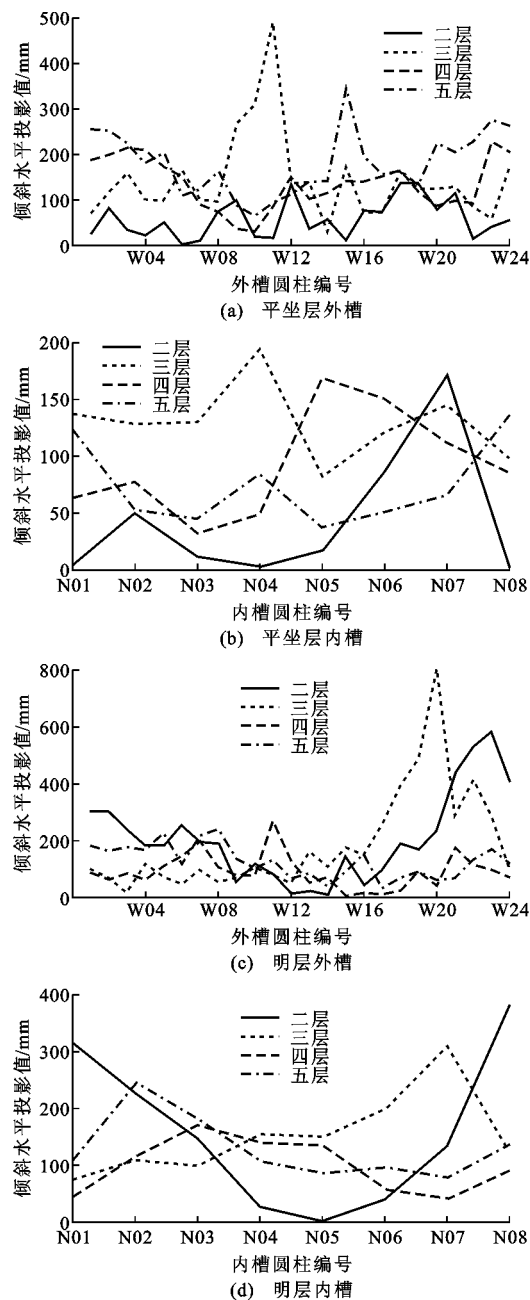 500
400
300
200
100
0
倾斜水平投影值/mm
二层
三层
四层
五层
W04 W08 W12 W16 W20 W24
外槽圆柱编号
(a) 平坐层外槽
200
150
100
50
0
倾斜水平投影值/mm
二层
三层
四层
五层
N01 N02 N03 N04 N05 N06 N07 N08
内槽圆柱编号
(b) 平坐层内槽
800
600
400
200
0
倾斜水平投影值/mm
二层
三层
四层
五层
W04 W08 W12 W16 W20 W24
外槽圆柱编号
(c) 明层外槽
400
300
200
100
0
倾斜水平投影值/mm
二层
三层
四层
五层
N01 N02 N03 N04 N05 N06 N07 N08
内槽圆柱编号
(d) 明层内槽